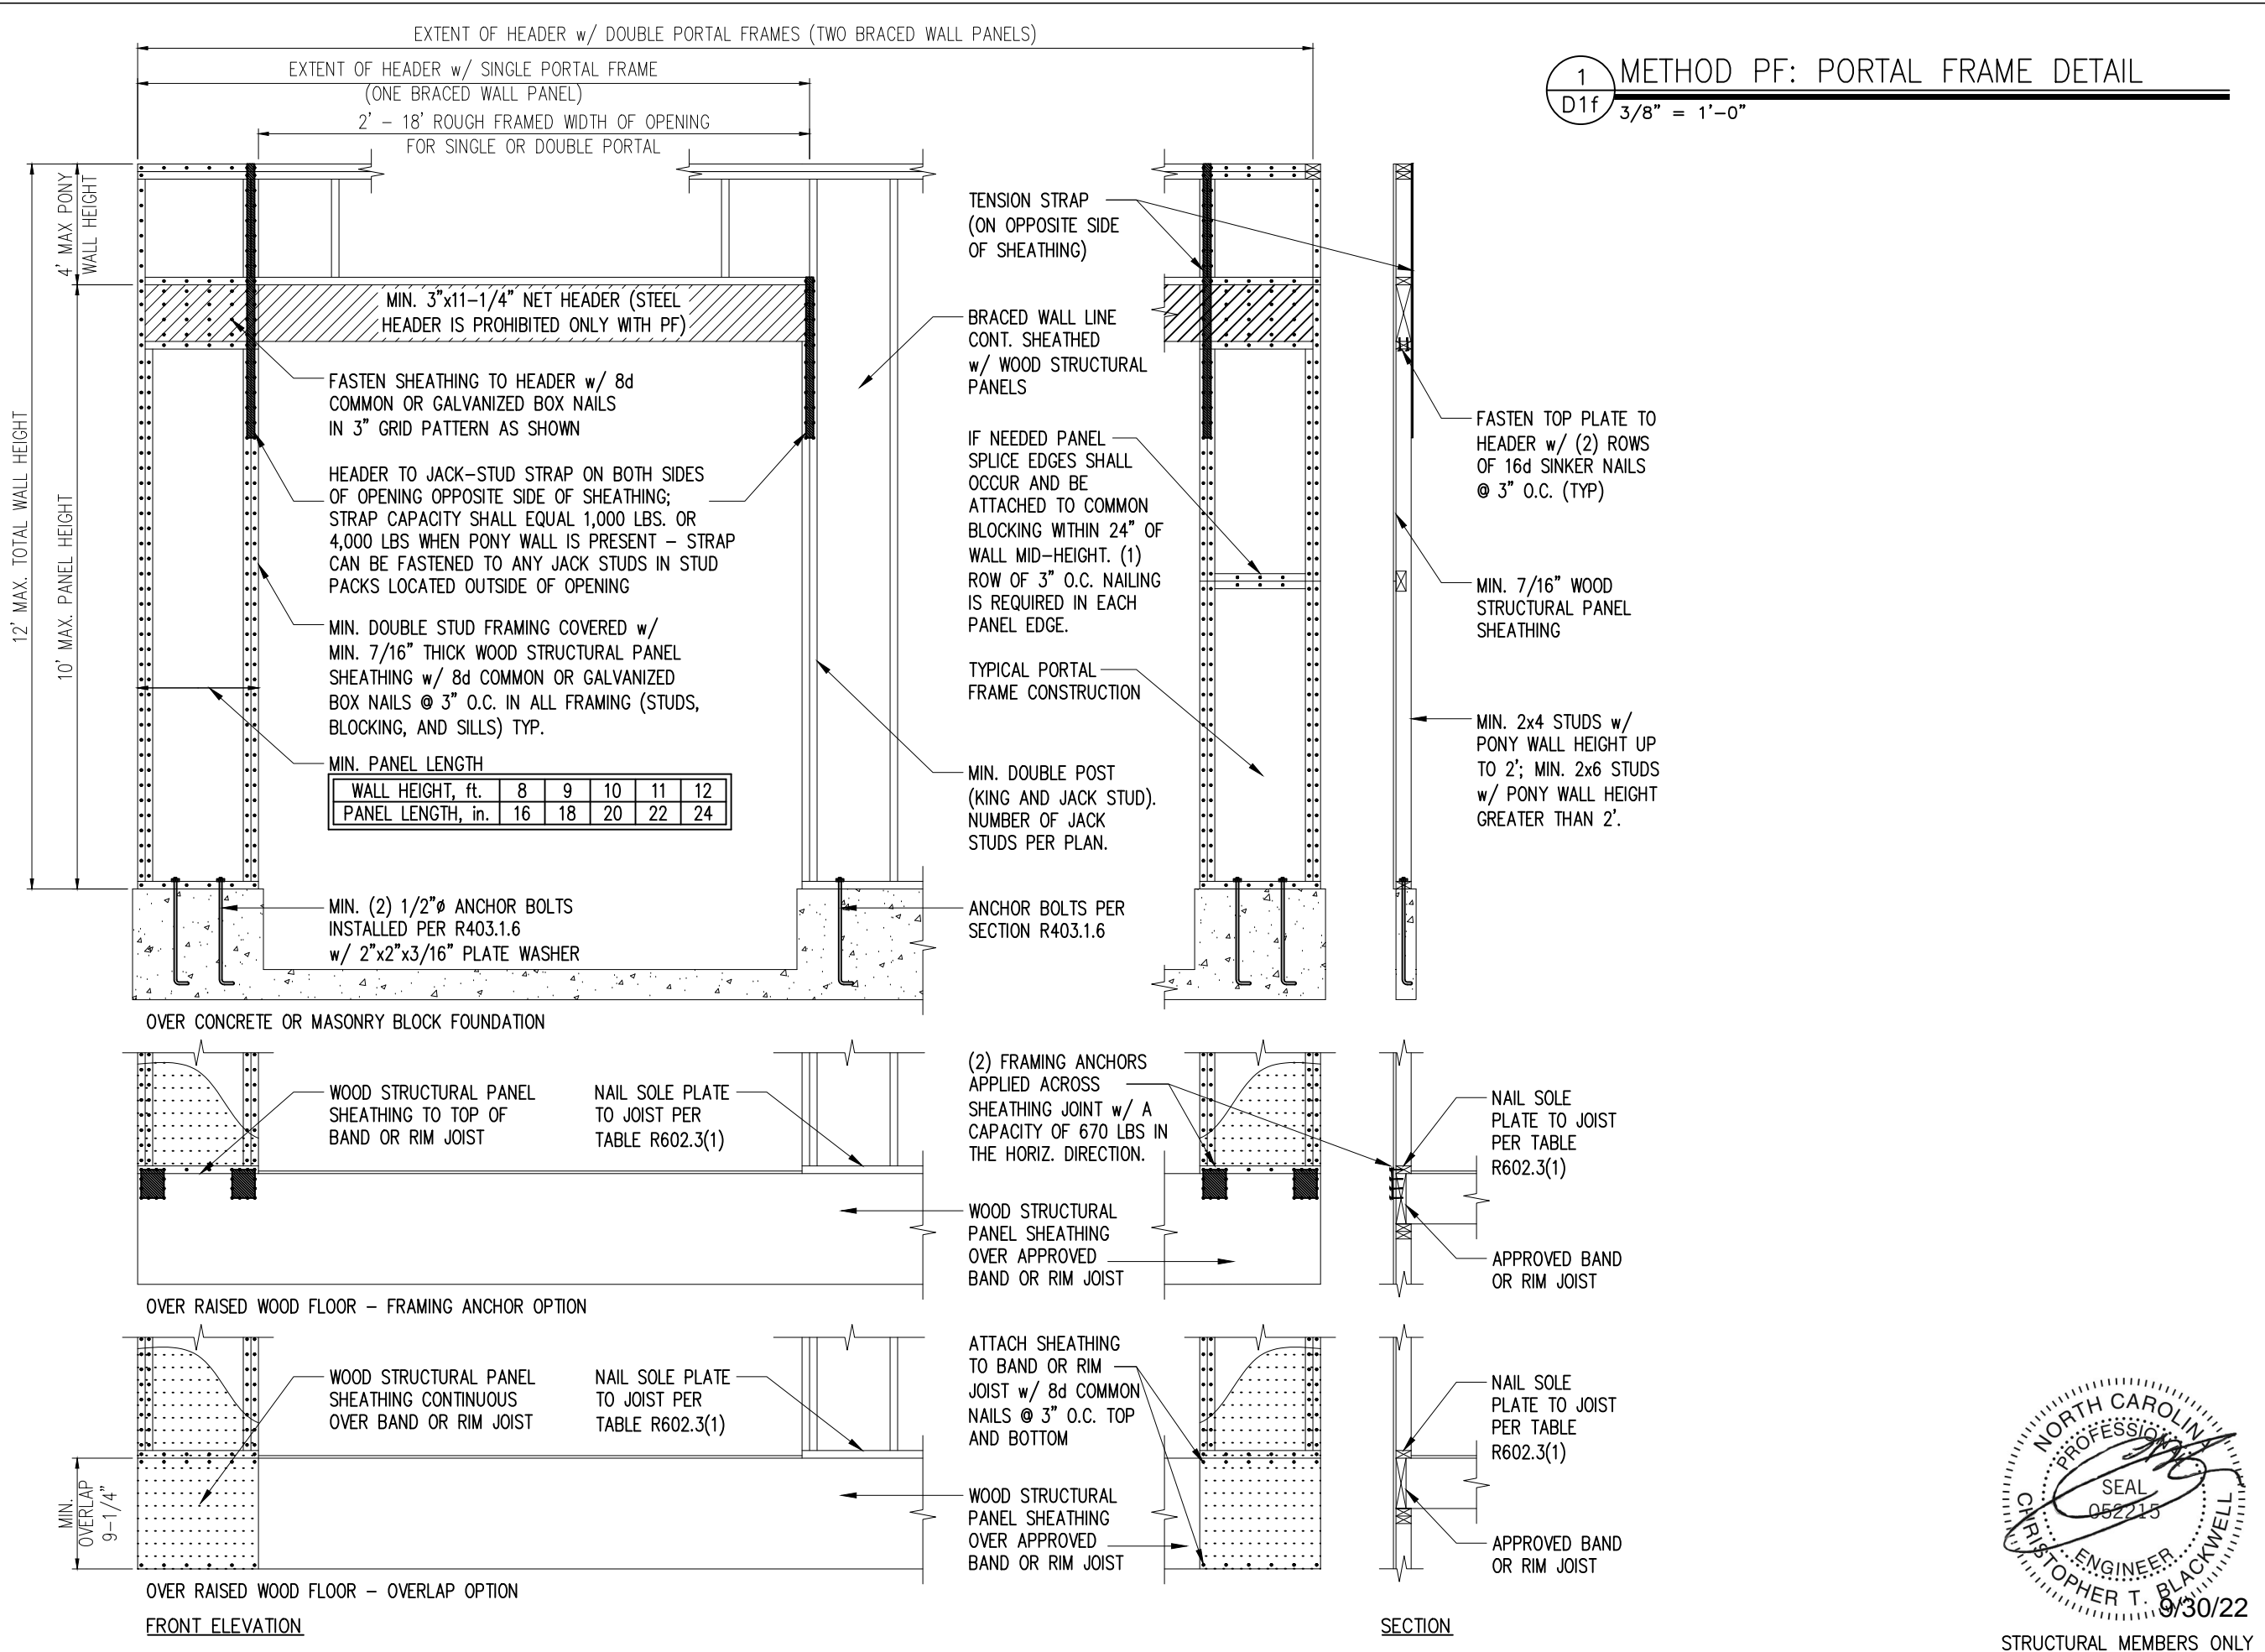 EXTENT OF HEADER w/ DOUBLE PORTAL FRAMES (TWO BRACED WALL PANELS)
EXTENT OF HEADER w/ SINGLE PORTAL FRAME
(ONE BRACED WALL PANEL)
2' - 18' ROUGH FRAMED WIDTH OF OPENING
FOR SINGLE OR DOUBLE PORTAL
1
D1f
METHOD PF: PORTAL FRAME DETAIL
3/8" = 1'-0"
12' MAX. TOTAL WALL HEIGHT
4' MAX PONY
WALL HEIGHT
10' MAX. PANEL HEIGHT
MIN. 3"x11-1/4" NET HEADER (STEEL
HEADER IS PROHIBITED ONLY WITH PF)
FASTEN SHEATHING TO HEADER w/ 8d
COMMON OR GALVANIZED BOX NAILS
IN 3" GRID PATTERN AS SHOWN
HEADER TO JACK-STUD STRAP ON BOTH SIDES
OF OPENING OPPOSITE SIDE OF SHEATHING;
STRAP CAPACITY SHALL EQUAL 1,000 LBS. OR
4,000 LBS WHEN PONY WALL IS PRESENT - STRAP
CAN BE FASTENED TO ANY JACK STUDS IN STUD
PACKS LOCATED OUTSIDE OF OPENING
MIN. DOUBLE STUD FRAMING COVERED w/
MIN. 7/16" THICK WOOD STRUCTURAL PANEL
SHEATHING w/ 8d COMMON OR GALVANIZED
BOX NAILS @ 3" O.C. IN ALL FRAMING (STUDS,
BLOCKING, AND SILLS) TYP.
MIN. PANEL LENGTH
WALL HEIGHT, ft. 8 9 10 11 12
PANEL LENGTH, in. 16 18 20 22 24
MIN. (2) 1/2"ø ANCHOR BOLTS
INSTALLED PER R403.1.6
w/ 2"x2"x3/16" PLATE WASHER
TENSION STRAP
(ON OPPOSITE SIDE
OF SHEATHING)
BRACED WALL LINE
CONT. SHEATHED
w/ WOOD STRUCTURAL
PANELS
IF NEEDED PANEL
SPLICE EDGES SHALL
OCCUR AND BE
ATTACHED TO COMMON
BLOCKING WITHIN 24" OF
WALL MID-HEIGHT. (1)
ROW OF 3" O.C. NAILING
IS REQUIRED IN EACH
PANEL EDGE.
TYPICAL PORTAL
FRAME CONSTRUCTION
MIN. DOUBLE POST
(KING AND JACK STUD).
NUMBER OF JACK
STUDS PER PLAN.
ANCHOR BOLTS PER
SECTION R403.1.6
FASTEN TOP PLATE TO
HEADER w/ (2) ROWS
OF 16d SINKER NAILS
@ 3" O.C. (TYP)
MIN. 7/16" WOOD
STRUCTURAL PANEL
SHEATHING
MIN. 2x4 STUDS w/
PONY WALL HEIGHT UP
TO 2'; MIN. 2x6 STUDS
w/ PONY WALL HEIGHT
GREATER THAN 2'.
OVER CONCRETE OR MASONRY BLOCK FOUNDATION
WOOD STRUCTURAL PANEL
SHEATHING TO TOP OF
BAND OR RIM JOIST
NAIL SOLE PLATE
TO JOIST PER
TABLE R602.3(1)
(2) FRAMING ANCHORS
APPLIED ACROSS
SHEATHING JOINT w/ A
CAPACITY OF 670 LBS IN
THE HORIZ. DIRECTION.
WOOD STRUCTURAL
PANEL SHEATHING
OVER APPROVED
BAND OR RIM JOIST
NAIL SOLE
PLATE TO JOIST
PER TABLE
R602.3(1)
APPROVED BAND
OR RIM JOIST
OVER RAISED WOOD FLOOR - FRAMING ANCHOR OPTION
MIN.
OVERLAP
9-1/4"
WOOD STRUCTURAL PANEL
SHEATHING CONTINUOUS
OVER BAND OR RIM JOIST
NAIL SOLE PLATE
TO JOIST PER
TABLE R602.3(1)
ATTACH SHEATHING
TO BAND OR RIM
JOIST w/ 8d COMMON
NAILS @ 3" O.C. TOP
AND BOTTOM
WOOD STRUCTURAL
PANEL SHEATHING
OVER APPROVED
BAND OR RIM JOIST
NAIL SOLE
PLATE TO JOIST
PER TABLE
R602.3(1)
APPROVED BAND
OR RIM JOIST
OVER RAISED WOOD FLOOR - OVERLAP OPTION
FRONT ELEVATION
SECTION
NORTH CAROLINA
PROFESSIONAL
SEAL
052215
ENGINEER
CHRISTOPHER T. BLACKWELL
9/30/22
STRUCTURAL MEMBERS ONLY